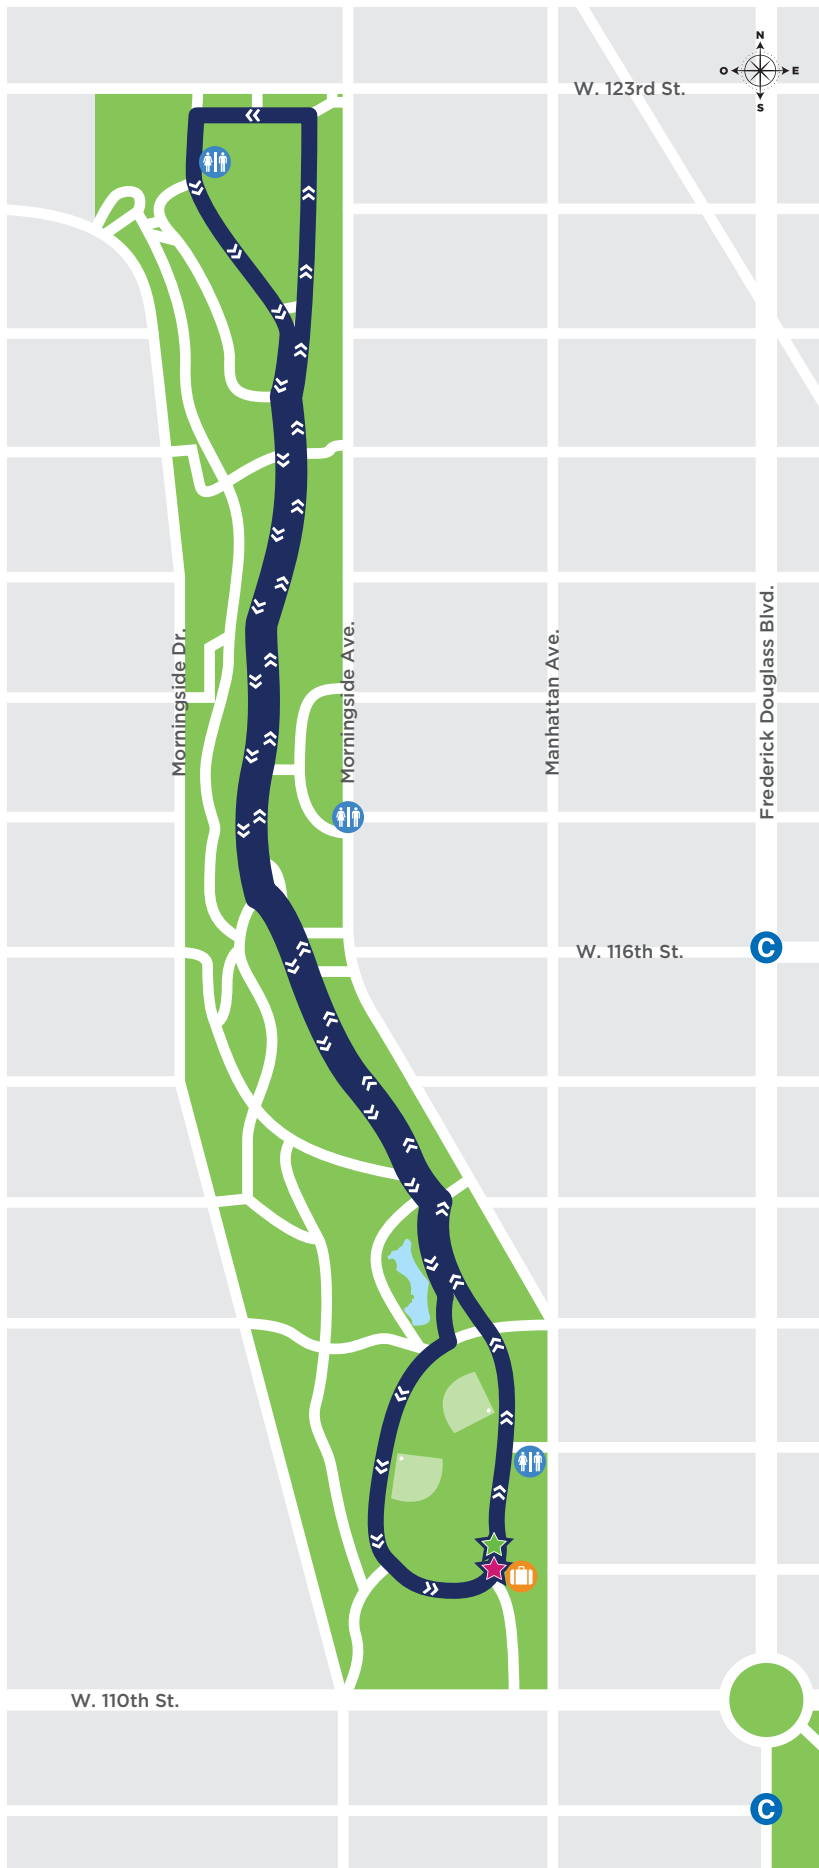 N
O E
S
W. 123rd St.
Morningside Dr.
Morningside Ave.
Manhattan Ave.
Frederick Douglass Blvd.
W. 116th St.
C
W. 110th St.
C